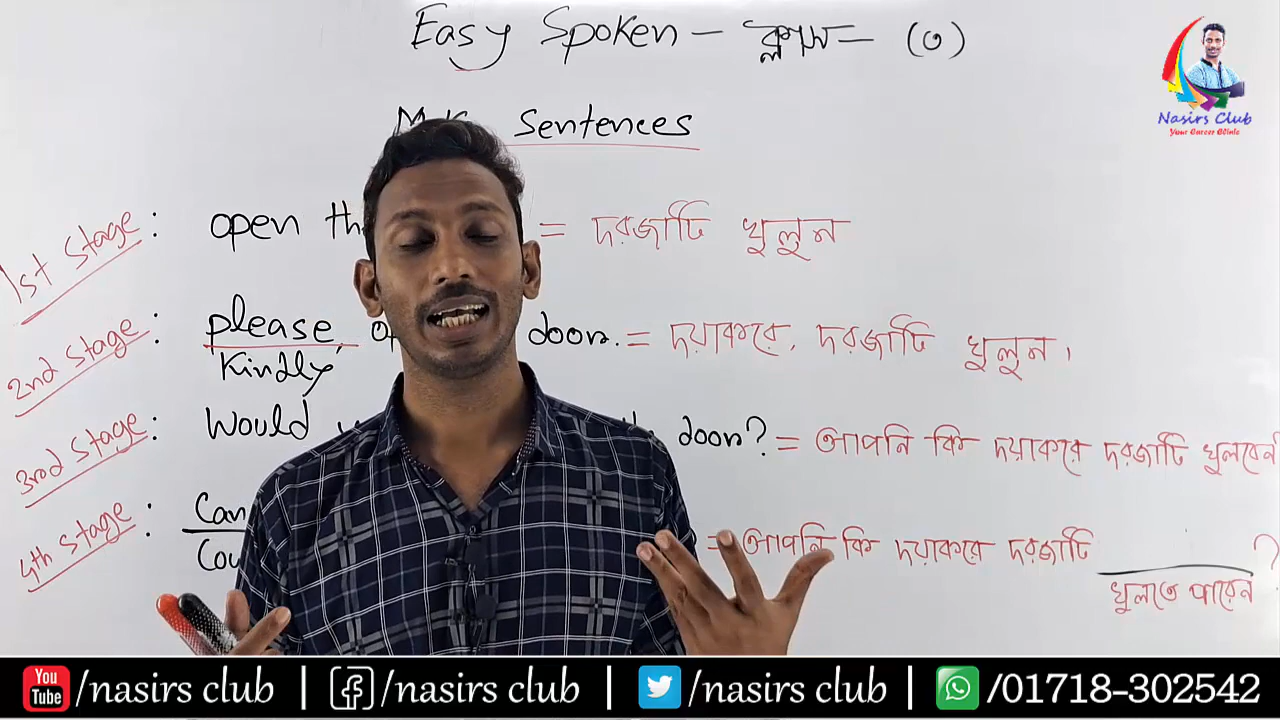 Easy Spoken - ক্লাস - (৩)
Sentences
1st stage : open = দরজাটি খুলুন
2nd stage : please, door. = দয়াকরে, দরজাটি খুলুন।
Kindly
3rd stage : Would door? = আপনি কি দয়াকরে দরজাটি খুলবেন
4th stage : Can = আপনি কি দয়াকরে দরজাটি ?
খুলতে পারেন
Nasirs Club
Your Career Clinic
You Tube /nasirs club | /nasirs club | /nasirs club | /01718-302542